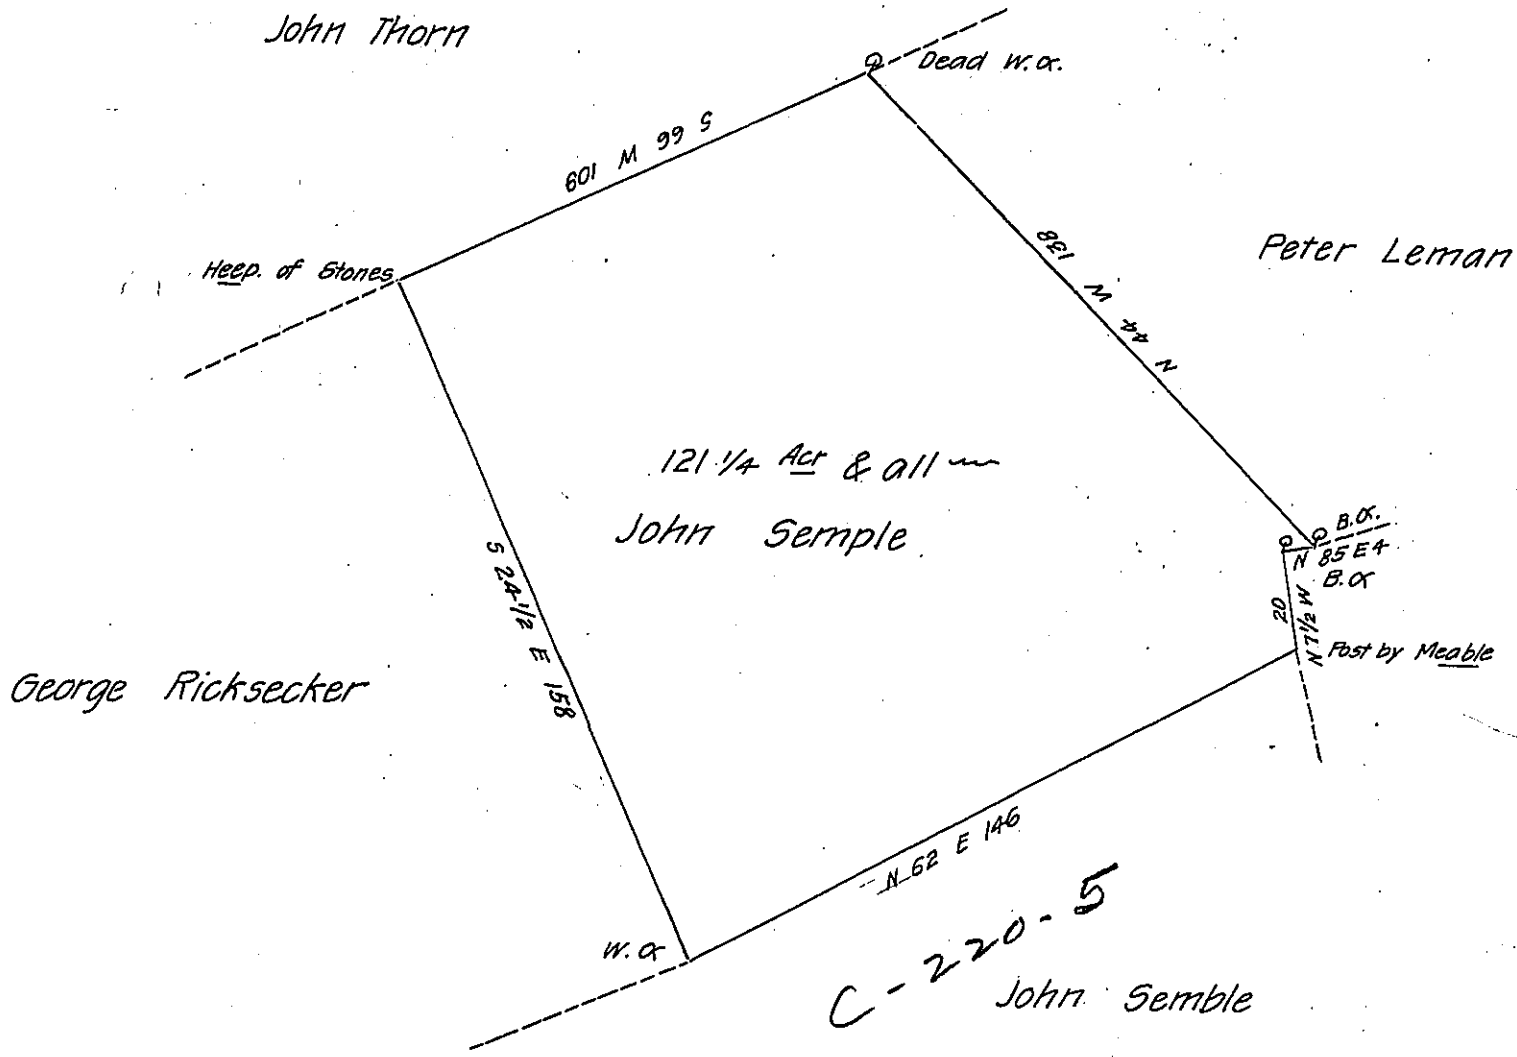 John Thorn
Dead W.O.
S 66 W 109
138
N 44 W
Peter Leman
Heep. of Stones
121 1/4 Acr & all
John Semple
B.O.
N 85 E 4
B.O
20
N 7 1/2 W
Post by Meable
S 24 1/2 E 158
George Ricksecker
N 62 E 146
W.O
C-220-5
John Semble